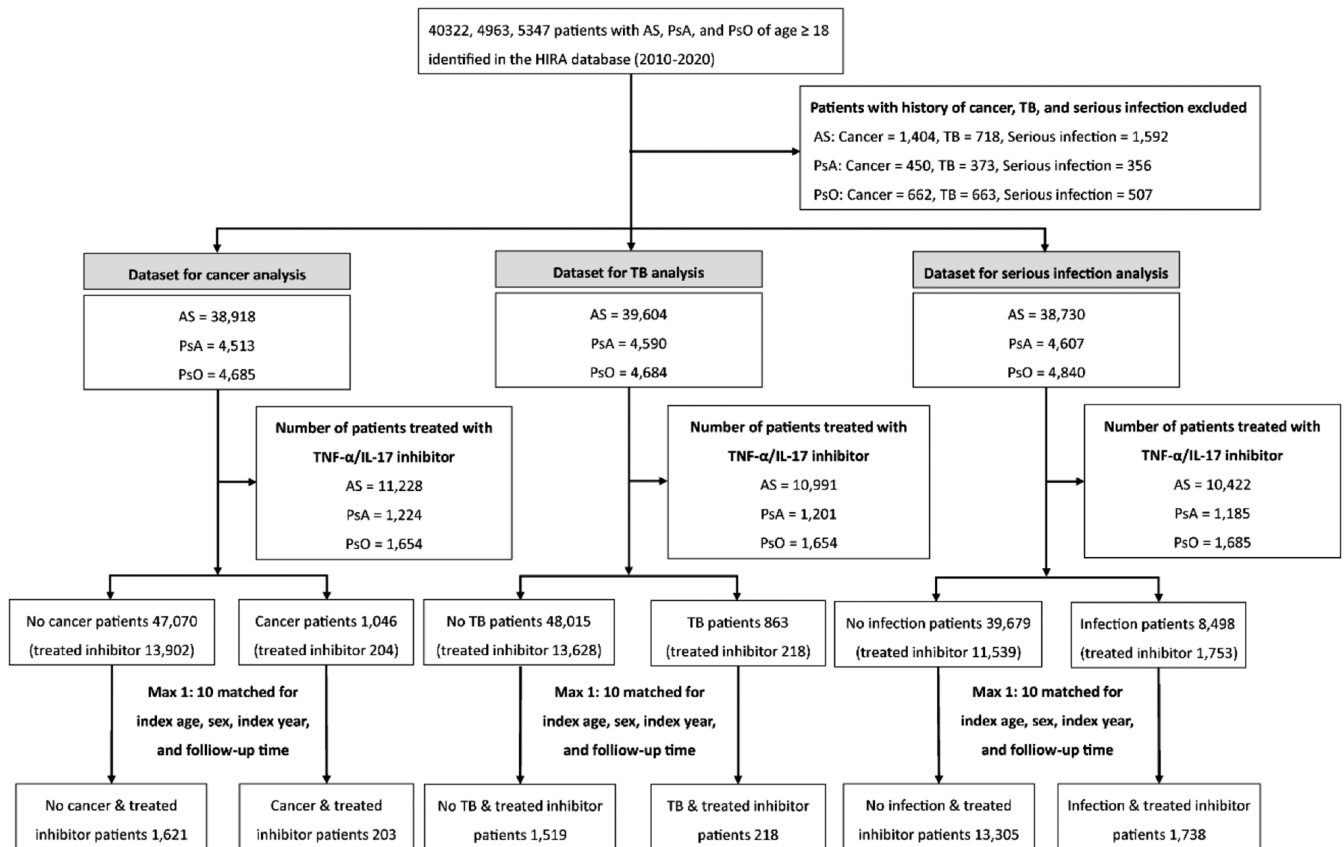 40322, 4963, 5347 patients with AS, PsA, and PsO of age ≥ 18
identified in the HIRA database (2010-2020)
Patients with history of cancer, TB, and serious infection excluded
AS: Cancer = 1,404, TB = 718, Serious infection = 1,592
PsA: Cancer = 450, TB = 373, Serious infection = 356
PsO: Cancer = 662, TB = 663, Serious infection = 507
Dataset for cancer analysis
AS = 38,918
PsA = 4,513
PsO = 4,685
Dataset for TB analysis
AS = 39,604
PsA = 4,590
PsO = 4,684
Dataset for serious infection analysis
AS = 38,730
PsA = 4,607
PsO = 4,840
Number of patients treated with
TNF-α/IL-17 inhibitor
AS = 11,228
PsA = 1,224
PsO = 1,654
Number of patients treated with
TNF-α/IL-17 inhibitor
AS = 10,991
PsA = 1,201
PsO = 1,654
Number of patients treated with
TNF-α/IL-17 inhibitor
AS = 10,422
PsA = 1,185
PsO = 1,685
No cancer patients 47,070
(treated inhibitor 13,902)
Cancer patients 1,046
(treated inhibitor 204)
No TB patients 48,015
(treated inhibitor 13,628)
TB patients 863
(treated inhibitor 218)
No infection patients 39,679
(treated inhibitor 11,539)
Infection patients 8,498
(treated inhibitor 1,753)
Max 1: 10 matched for
index age, sex, index year,
and folliow-up time
Max 1: 10 matched for
index age, sex, index year,
and folliow-up time
Max 1: 10 matched for
index age, sex, index year,
and folliow-up time
No cancer & treated
inhibitor patients 1,621
Cancer & treated
inhibitor patients 203
No TB & treated inhibitor
patients 1,519
TB & treated inhibitor
patients 218
No infection & treated
inhibitor patients 13,305
Infection & treated inhibitor
patients 1,738